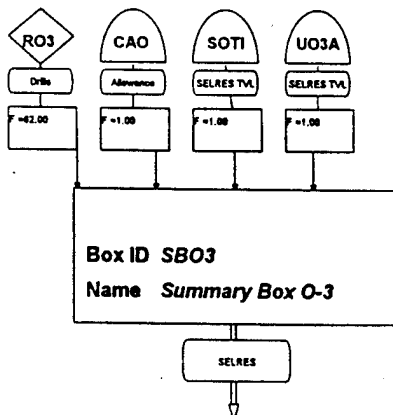 RO3
CAO
SOTI
UO3A
Drills
Allowance
SELRES TVL
SELRES TVL
F =62.00
F =1.00
F =1.00
F =1.00
Box ID SBO3
Name Summary Box O-3
SELRES